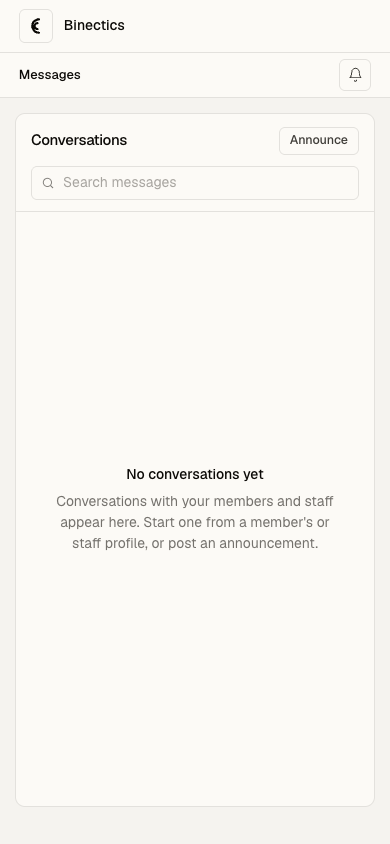 Binectics
Messages
Conversations
Announce
Search messages
No conversations yet
Conversations with your members and staff
appear here. Start one from a member's or
staff profile, or post an announcement.